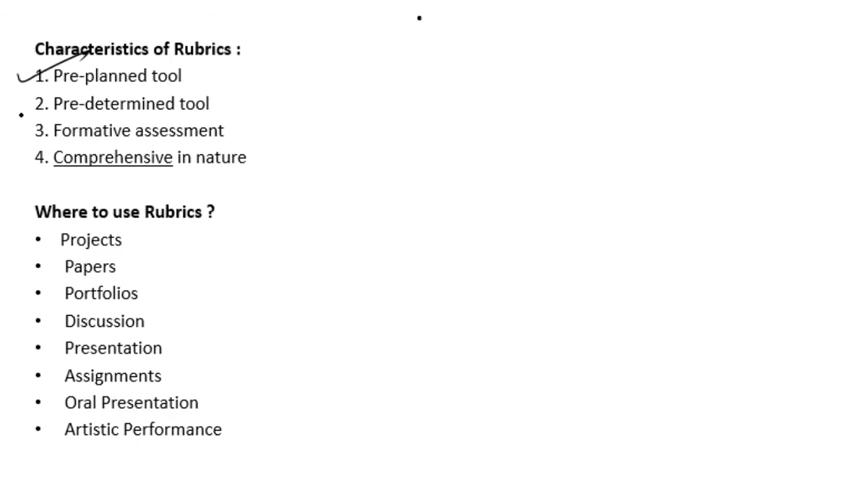 Characteristics of Rubrics :
1. Pre-planned tool
2. Pre-determined tool
3. Formative assessment
4. Comprehensive in nature
Where to use Rubrics ?
• Projects
• Papers
• Portfolios
• Discussion
• Presentation
• Assignments
• Oral Presentation
• Artistic Performance